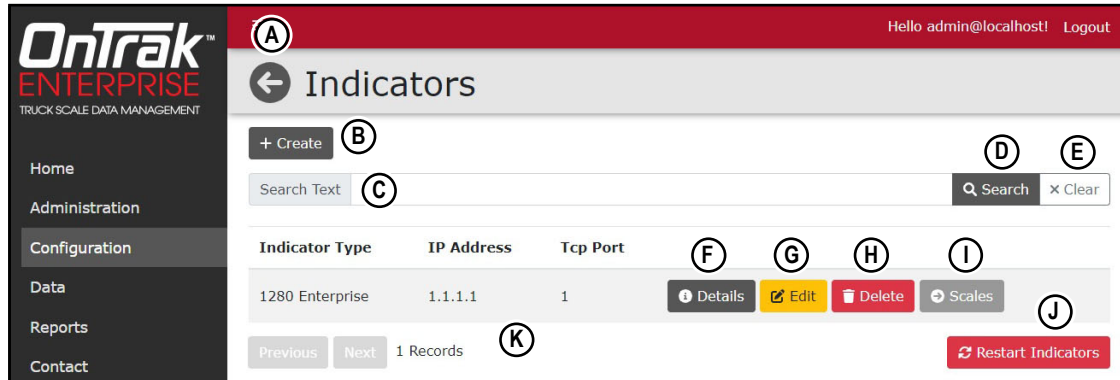 OnTrak™
ENTERPRISE
TRUCK SCALE DATA MANAGEMENT
Home
Administration
Configuration
Data
Reports
Contact
A
Hello admin@localhost! Logout
Indicators
+ Create B
D E
Search Text C Search × Clear
Indicator Type IP Address Tcp Port
F G H I
1280 Enterprise 1.1.1.1 1 Details Edit Delete Scales
J
Previous Next 1 Records K Restart Indicators